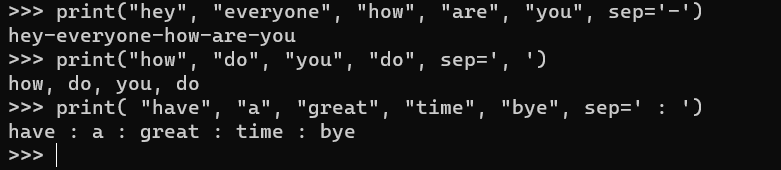 >>> print("hey", "everyone", "how", "are", "you", sep='-')
hey-everyone-how-are-you
>>> print("how", "do", "you", "do", sep=', ')
how, do, you, do
>>> print( "have", "a", "great", "time", "bye", sep=' : ')
have : a : great : time : bye
>>>